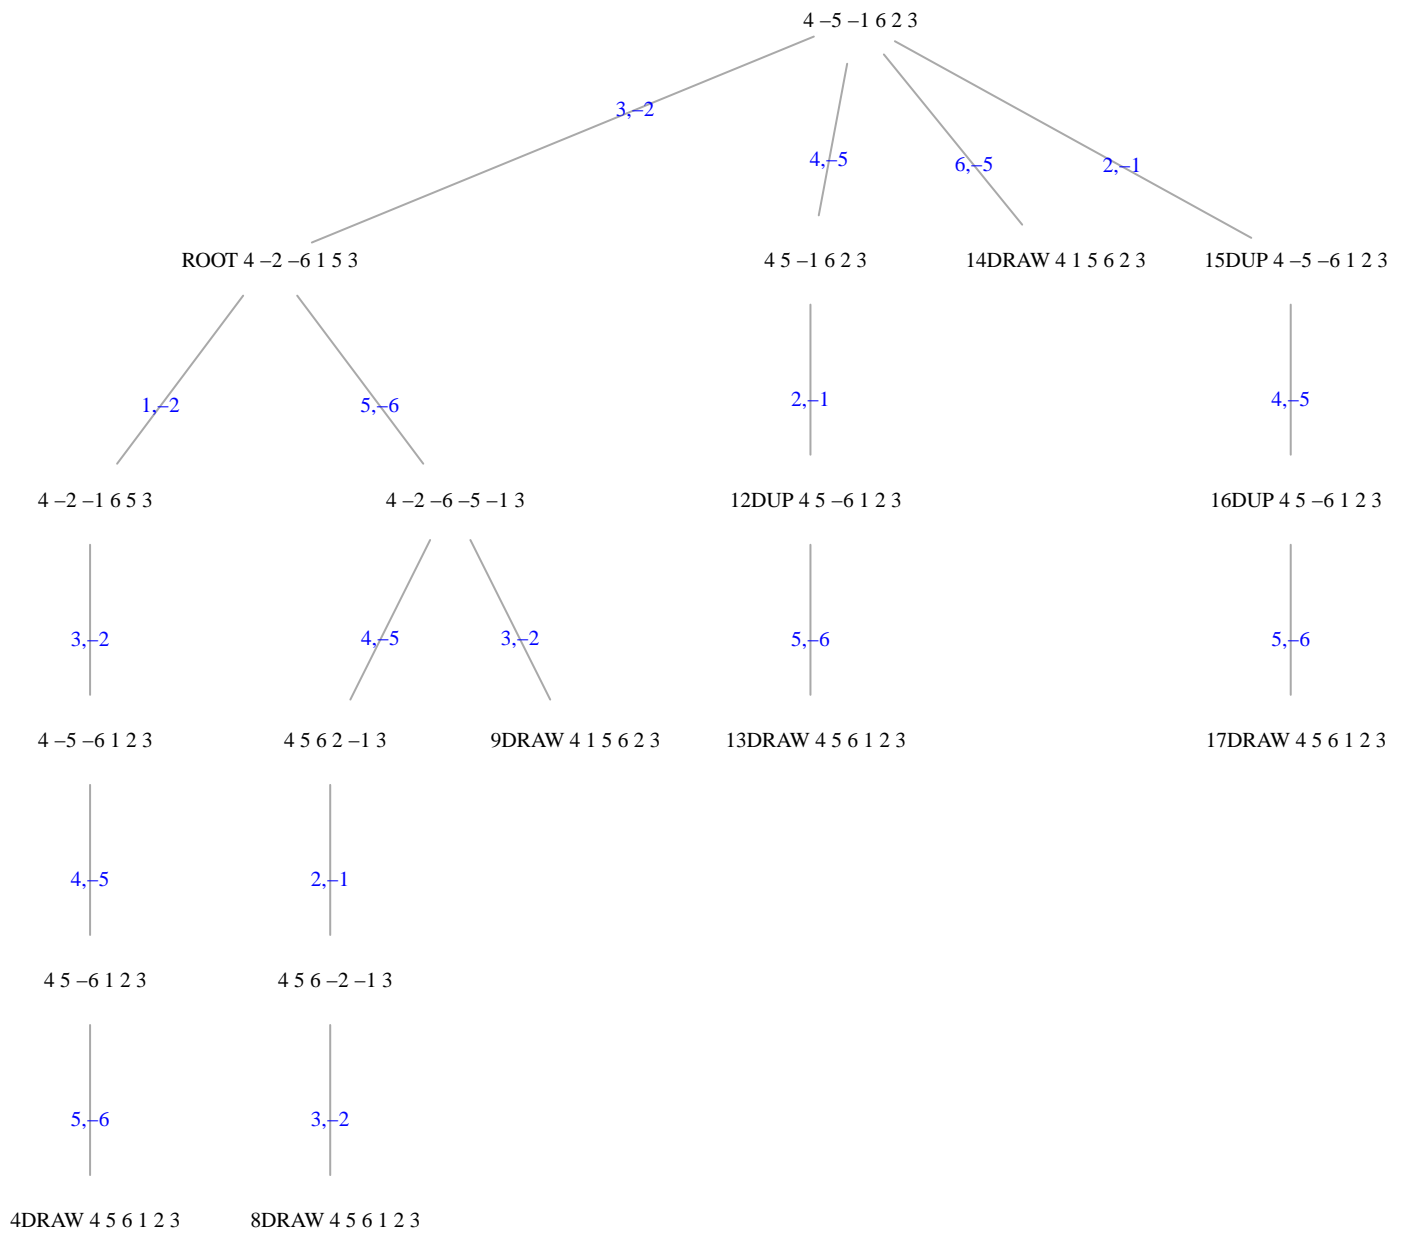 4 –5 –1 6 2 3
3,–2
4,–5
6,–5
2,–1
ROOT 4 –2 –6 1 5 3
4 5 –1 6 2 3
14DRAW 4 1 5 6 2 3
15DUP 4 –5 –6 1 2 3
1,–2
5,–6
2,–1
4,–5
4 –2 –1 6 5 3
4 –2 –6 –5 –1 3
12DUP 4 5 –6 1 2 3
16DUP 4 5 –6 1 2 3
3,–2
4,–5
3,–2
5,–6
5,–6
4 –5 –6 1 2 3
4 5 6 2 –1 3
9DRAW 4 1 5 6 2 3
13DRAW 4 5 6 1 2 3
17DRAW 4 5 6 1 2 3
4,–5
2,–1
4 5 –6 1 2 3
4 5 6 –2 –1 3
5,–6
3,–2
4DRAW 4 5 6 1 2 3
8DRAW 4 5 6 1 2 3